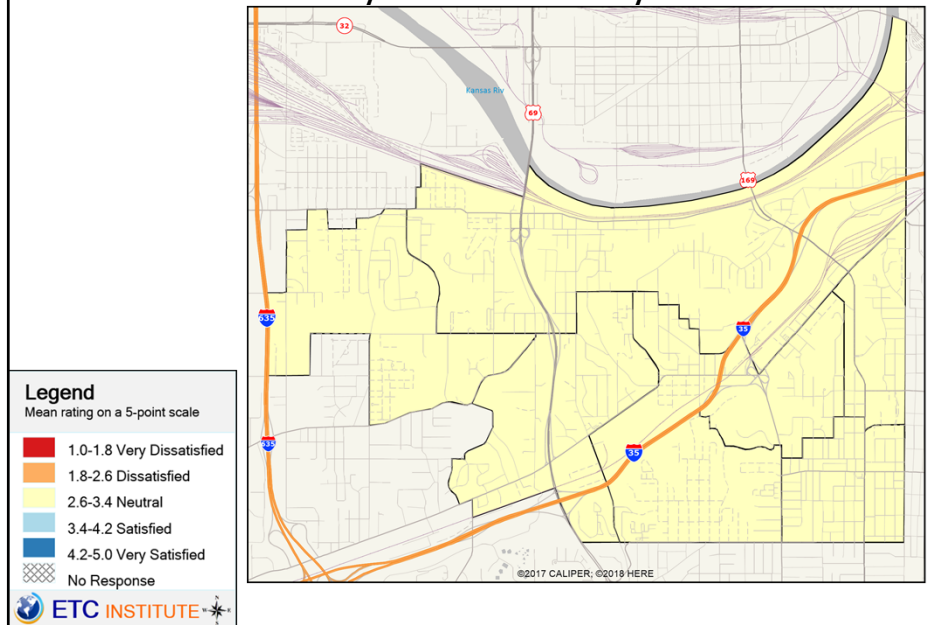 32
Kansas Riv
69
169
635
35
635
35
Legend
Mean rating on a 5-point scale
1.0-1.8 Very Dissatisfied
1.8-2.6 Dissatisfied
2.6-3.4 Neutral
3.4-4.2 Satisfied
4.2-5.0 Very Satisfied
No Response
ETC INSTITUTE
N
W E
S
©2017 CALIPER; ©2018 HERE